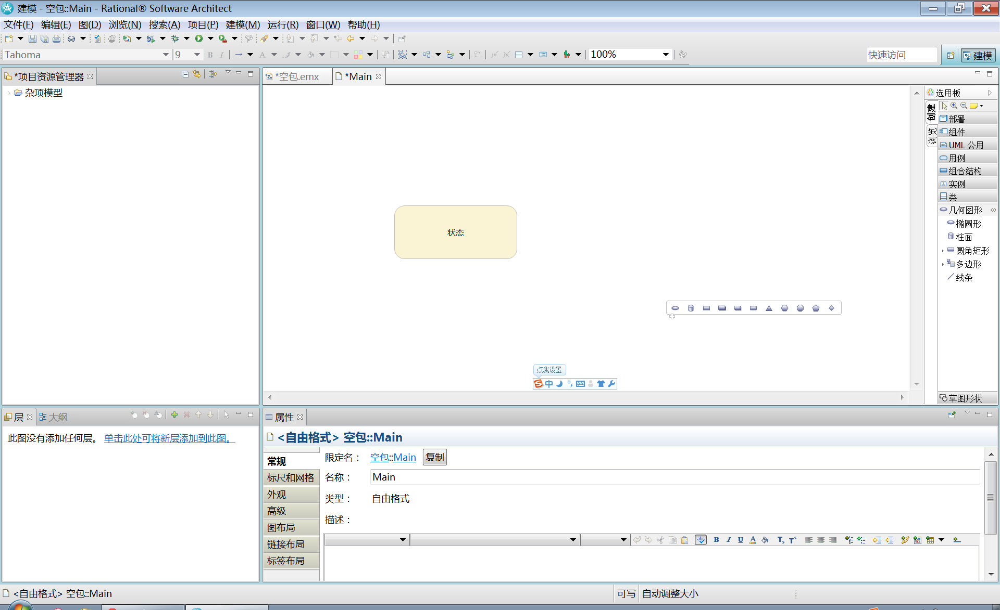 建模 - 空包::Main - Rational® Software Architect
文件(F) 编辑(E) 图(D) 浏览(N) 搜索(A) 项目(P) 建模(M) 运行(R) 窗口(W) 帮助(H)
Tahoma 9 B I A 100% 快速访问 建模
*项目资源管理器
杂项模型
*空包.emx *Main
状态
点我设置
中
选用板
创建
浏览
部署
组件
UML 公用
用例
组合结构
实例
类
几何图形
椭圆形
柱面
圆角矩形
多边形
线条
草图形状
层 大纲
此图没有添加任何层。 单击此处可将新层添加到此图。
属性
<自由格式> 空包::Main
常规
标尺和网格
外观
高级
图布局
链接布局
标签布局
限定名： 空包::Main 复制
名称： Main
类型： 自由格式
描述：
abc B I U A Ts Ts
<自由格式> 空包::Main 可写 自动调整大小